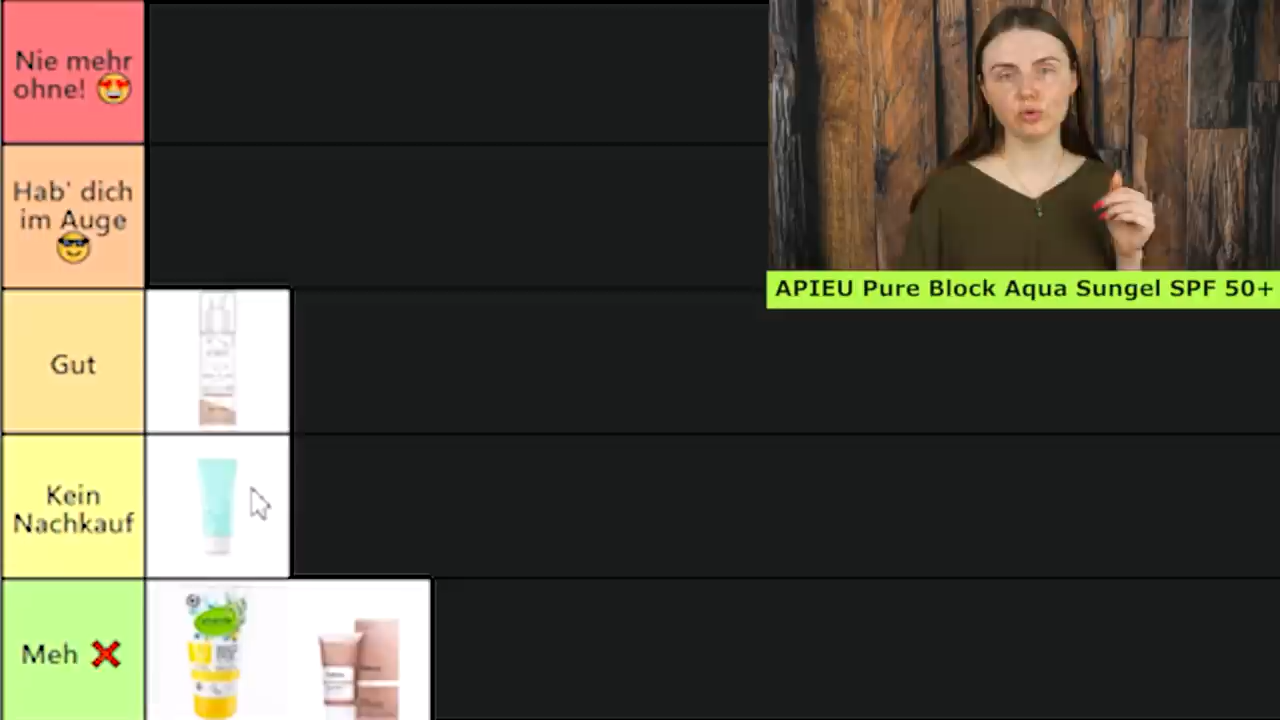 Nie mehr
ohne! 😍
Hab' dich
im Auge
😎
APIEU Pure Block Aqua Sungel SPF 50+
Gut
Kein
Nachkauf
Meh ❌